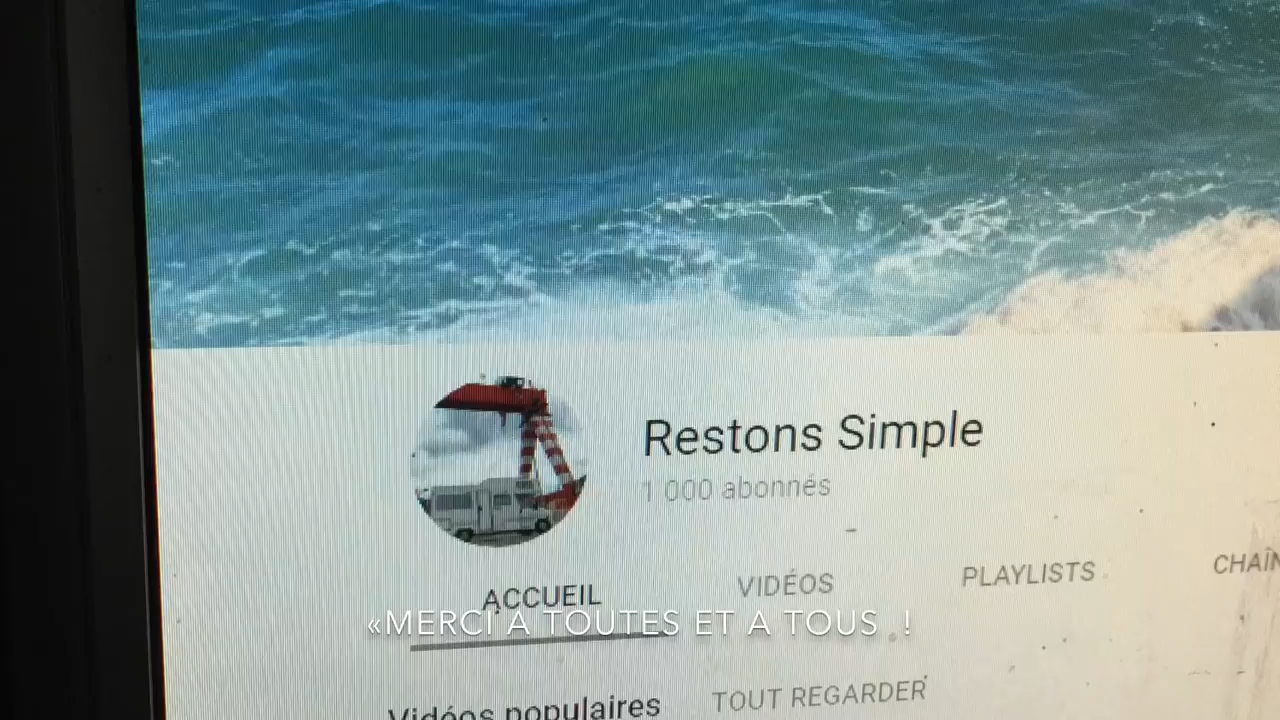 Restons Simple
1 000 abonnés
ACCUEIL VIDÉOS PLAYLISTS CHAÎN
«MERCI A TOUTES ET A TOUS !
Vidéos populaires TOUT REGARDER